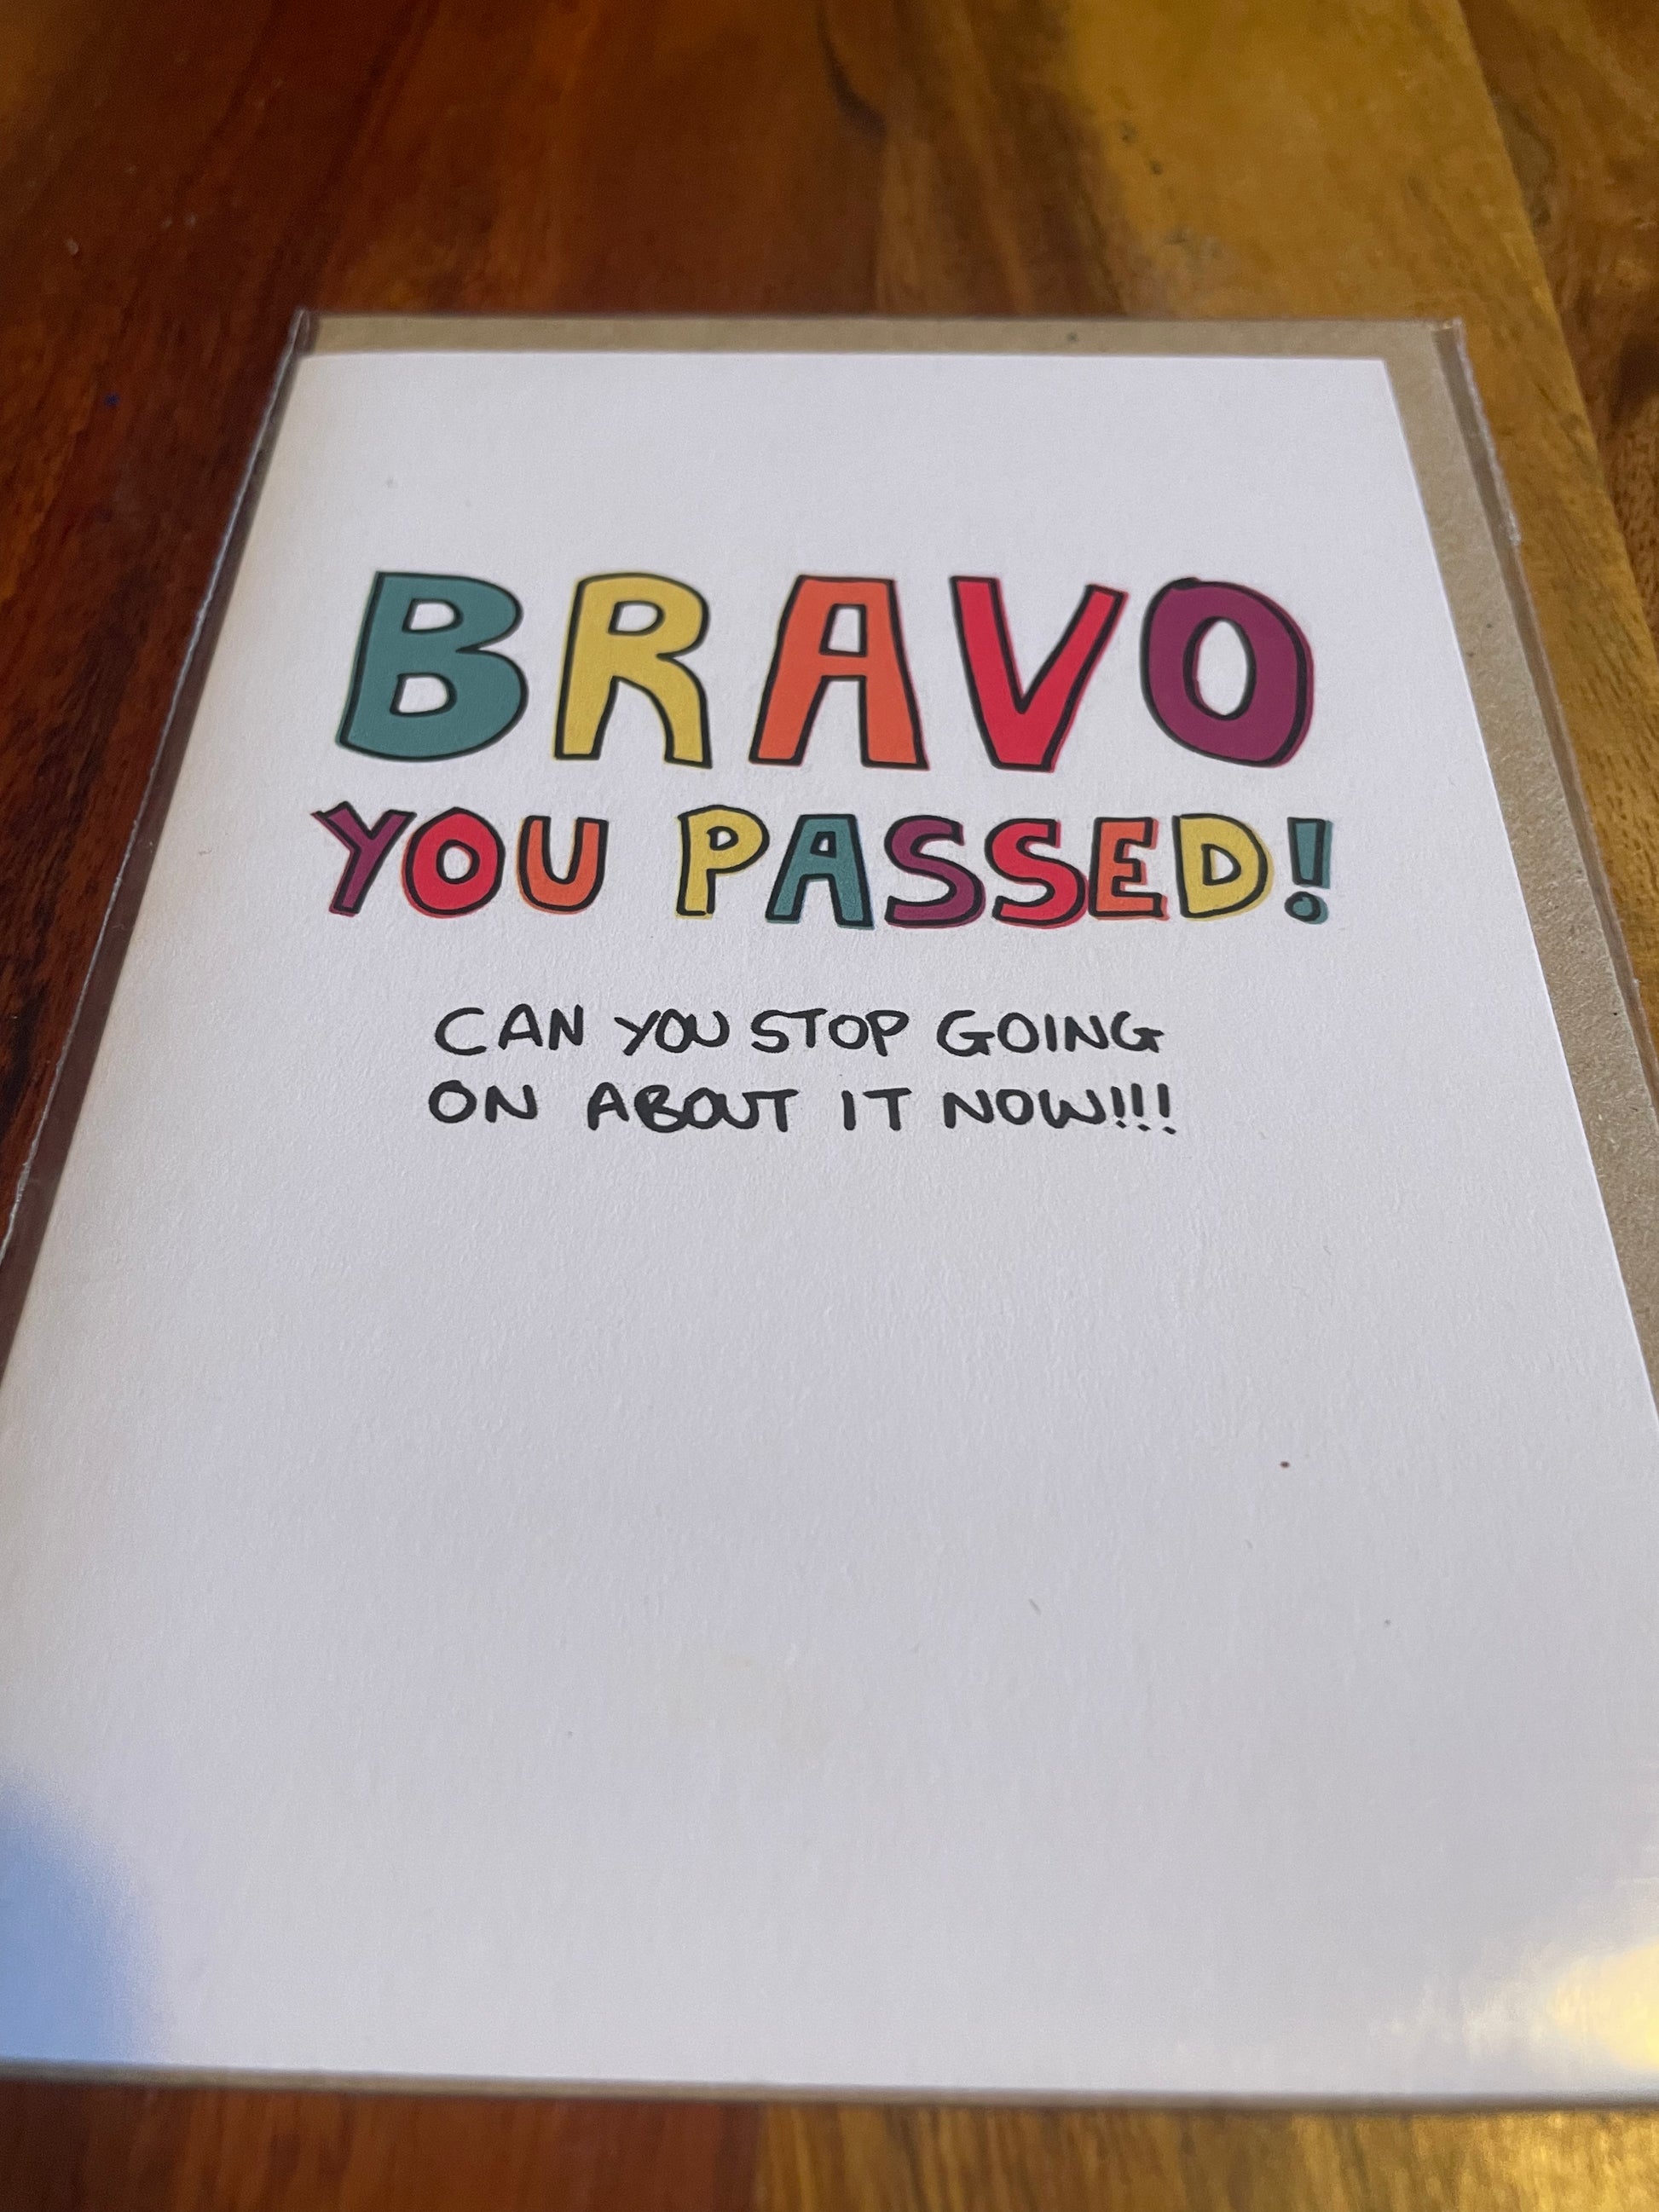 BRAVO
YOU PASSED!
CAN YOU STOP GOING
ON ABOUT IT NOW!!!